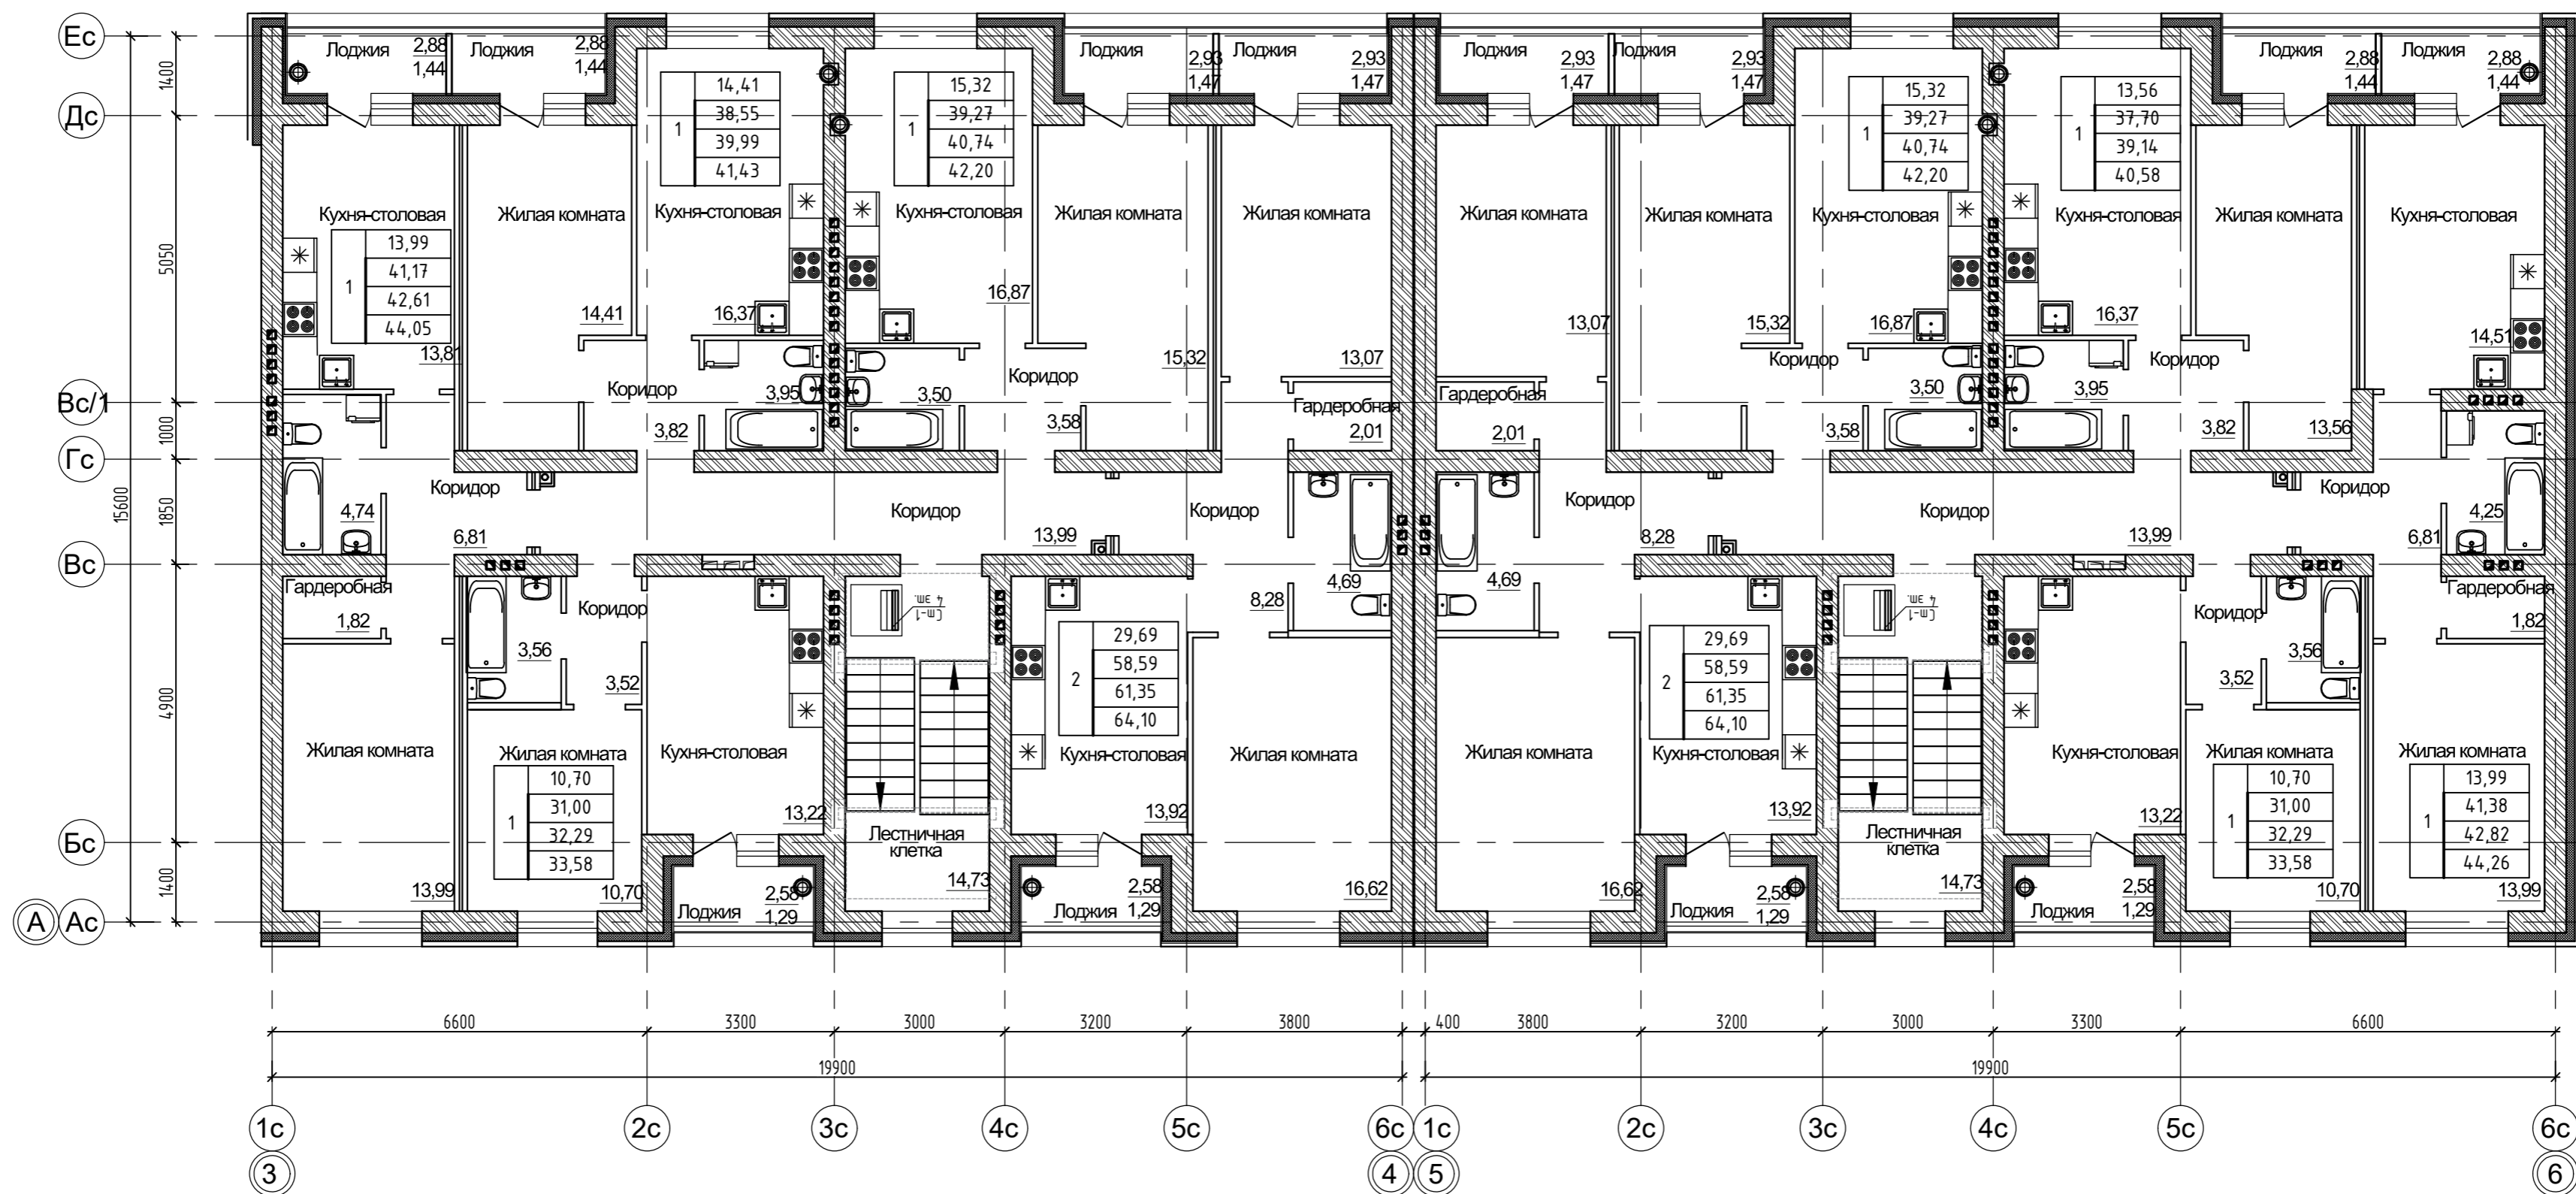 Ес
Дс
Вс/1
Гс
Вс
Бс
А
Ас
1400
5050
1000
1850
4900
1400
15600
Лоджия
2,88
1,44
Лоджия
2,88
1,44
Лоджия
2,93
1,47
Лоджия
2,93
1,47
Лоджия
2,93
1,47
Лоджия
2,93
1,47
Лоджия
2,88
1,44
Лоджия
2,88
1,44
1
14,41
38,55
39,99
41,43
1
15,32
39,27
40,74
42,20
1
15,32
39,27
40,74
42,20
1
13,56
37,70
39,14
40,58
Кухня-столовая
Жилая комната
Кухня-столовая
Кухня-столовая
Жилая комната
Жилая комната
Жилая комната
Жилая комната
Кухня-столовая
Кухня-столовая
Жилая комната
Кухня-столовая
1
13,99
41,17
42,61
44,05
13,81
14,41
16,37
16,87
15,32
13,07
13,07
15,32
16,87
16,37
14,51
Коридор
Коридор
Коридор
Коридор
3,95
3,50
Гардеробная
Гардеробная
3,50
3,95
3,82
3,58
2,01
2,01
3,58
3,82
13,56
Коридор
Коридор
Коридор
Коридор
Коридор
Коридор
4,74
6,81
13,99
8,28
13,99
6,81
4,25
Гардеробная
1,82
Коридор
3,56
3,52
8,28
4,69
4,69
Ст-1
4 эт.
Ст-1
4 эт.
Коридор
3,56
3,52
Гардеробная
1,82
2
29,69
58,59
61,35
64,10
2
29,69
58,59
61,35
64,10
Жилая комната
Жилая комната
Кухня-столовая
Кухня-столовая
Жилая комната
Жилая комната
Кухня-столовая
Кухня-столовая
Жилая комната
Жилая комната
1
10,70
31,00
32,29
33,58
1
10,70
31,00
32,29
33,58
1
13,99
41,38
42,82
44,26
13,22
13,92
13,92
13,22
Лестничная
клетка
Лестничная
клетка
13,99
10,70
14,73
16,62
16,62
14,73
10,70
13,99
Лоджия
2,58
1,29
Лоджия
2,58
1,29
Лоджия
2,58
1,29
Лоджия
2,58
1,29
6600
3300
3000
3200
3800
400
3800
3200
3000
3300
6600
19900
19900
1с
2с
3с
4с
5с
6с
1с
2с
3с
4с
5с
6с
3
4
5
6